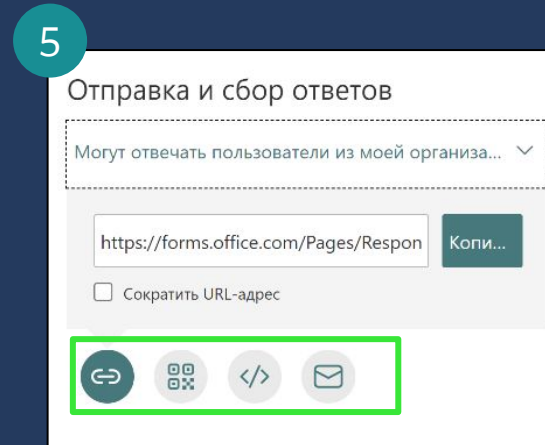 5
Отправка и сбор ответов
Могут отвечать пользователи из моей организа...
https://forms.office.com/Pages/Respon
Копи...
Сократить URL-адрес